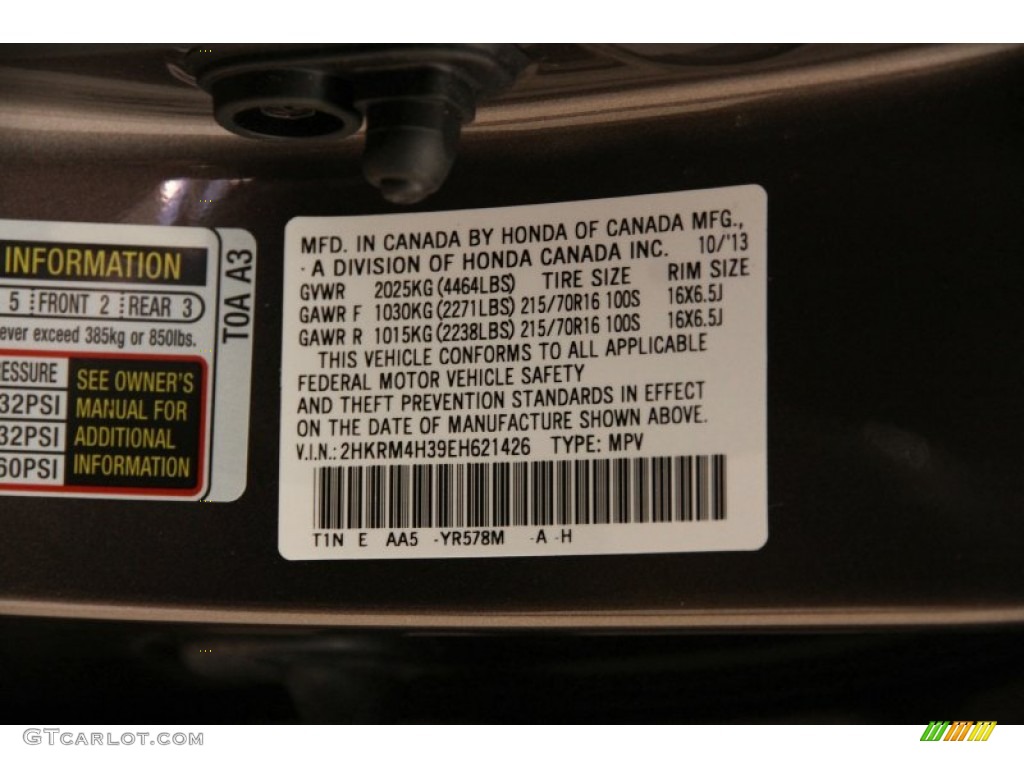 INFORMATION
5 FRONT 2 REAR 3
ever exceed 385kg or 850lbs.
RESSURE
32PSI
32PSI
60PSI
SEE OWNER'S
MANUAL FOR
ADDITIONAL
INFORMATION
T0A A3
MFD. IN CANADA BY HONDA OF CANADA MFG.,
- A DIVISION OF HONDA CANADA INC. 10/'13
GVWR 2025KG(4464LBS) TIRE SIZE RIM SIZE
GAWR F 1030KG(2271LBS) 215/70R16 100S 16X6.5J
GAWR R 1015KG(2238LBS) 215/70R16 100S 16X6.5J
THIS VEHICLE CONFORMS TO ALL APPLICABLE
FEDERAL MOTOR VEHICLE SAFETY
AND THEFT PREVENTION STANDARDS IN EFFECT
ON THE DATE OF MANUFACTURE SHOWN ABOVE.
V.I.N.: 2HKRM4H39EH621426 TYPE: MPV
T1N E AA5 -YR578M -A -H
GTCARLOT.COM